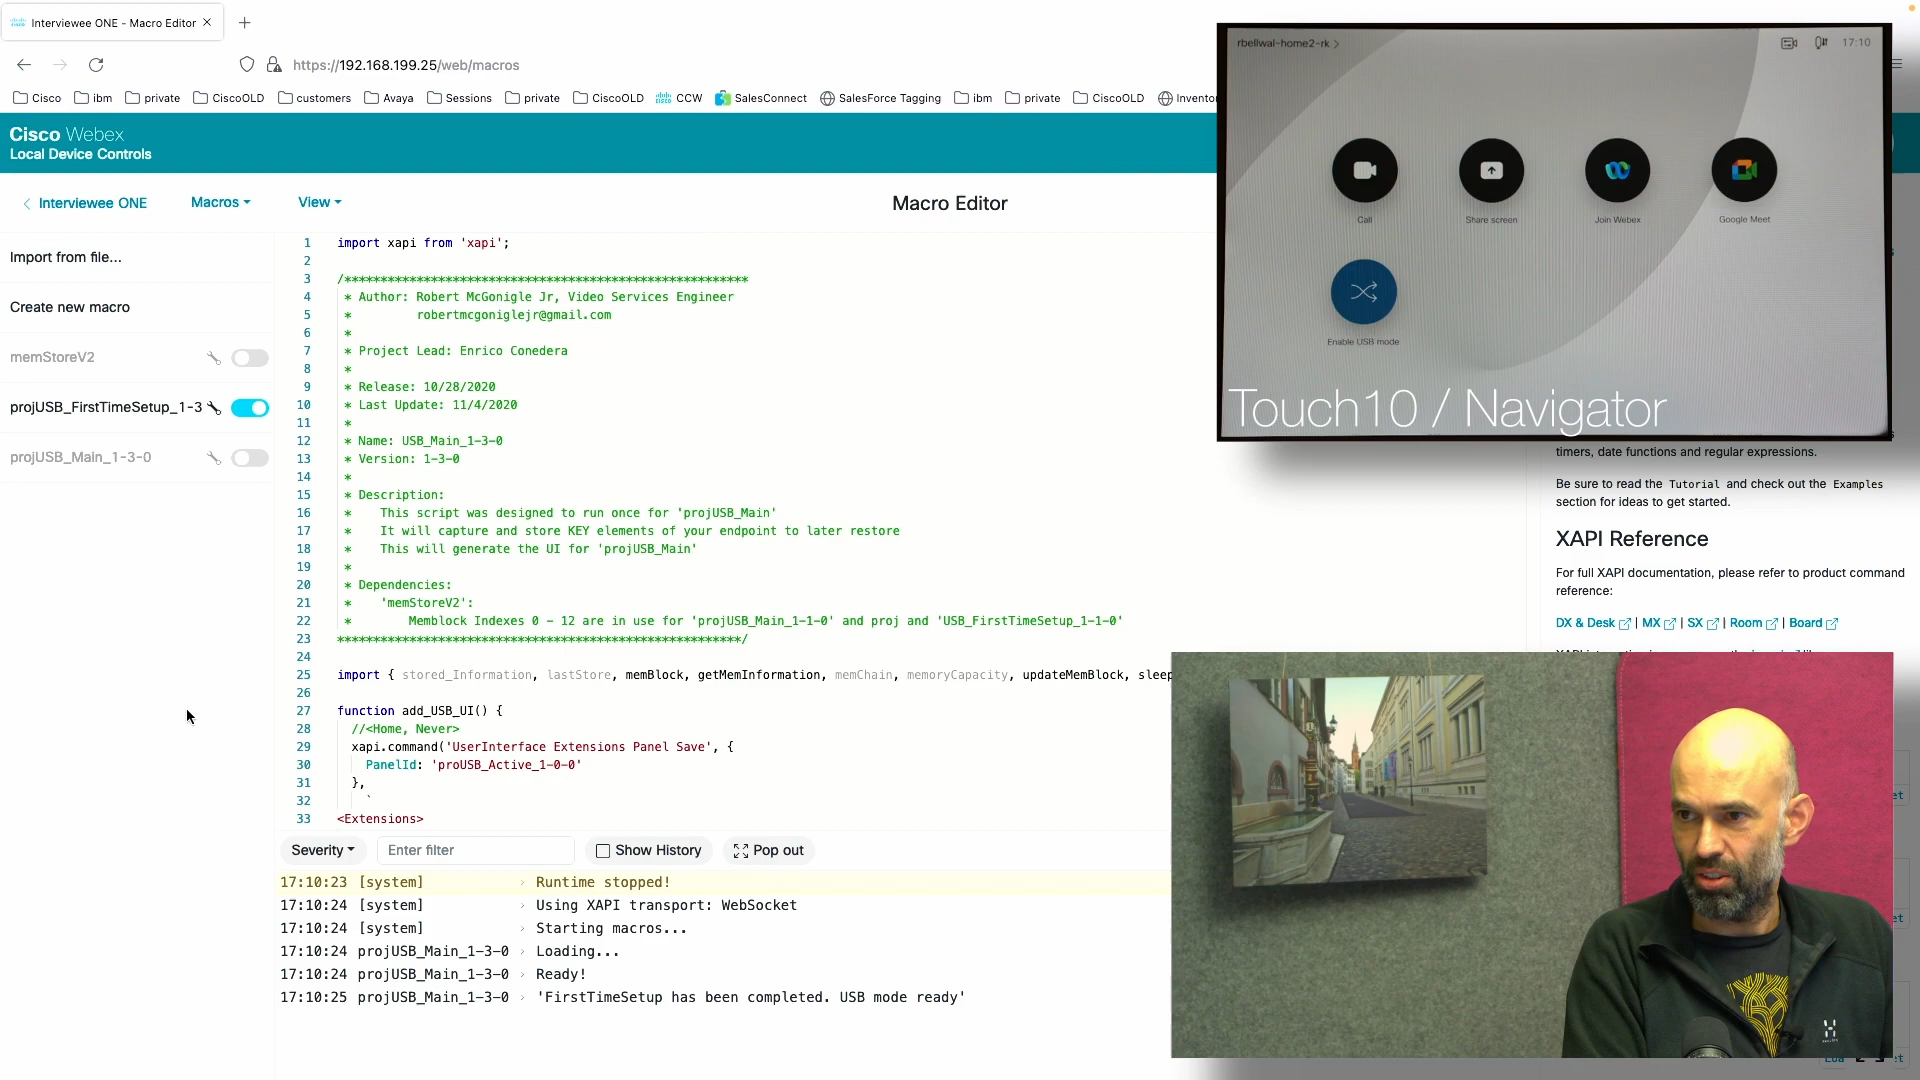 Interviewee ONE - Macro Editor
https://192.168.199.25/web/macros
Cisco ibm private CiscoOLD customers Avaya Sessions private CiscoOLD CCW SalesConnect SalesForce Tagging ibm private CiscoOLD
Cisco Webex
Local Device Controls
Interviewee ONE Macros View Macro Editor
Import from file...
Create new macro
memStoreV2
projUSB_FirstTimeSetup_1-3
projUSB_Main_1-3-0
1 import xapi from 'xapi';
2
3 /********************************************************
4 * Author: Robert McGonigle Jr, Video Services Engineer
5 * robertmcgoniglejr@gmail.com
6 *
7 * Project Lead: Enrico Conedera
8 *
9 * Release: 10/28/2020
10 * Last Update: 11/4/2020
11 *
12 * Name: USB_Main_1-3-0
13 * Version: 1-3-0
14 *
15 * Description:
16 * This script was designed to run once for 'projUSB_Main'
17 * It will capture and store KEY elements of your endpoint to later restore
18 * This will generate the UI for 'projUSB_Main'
19 *
20 * Dependencies:
21 * 'memStoreV2':
22 * Memblock Indexes 0 - 12 are in use for 'projUSB_Main_1-1-0' and proj and 'USB_FirstTimeSetup_1-1-0'
23 ********************************************************/
24
25 import { stored_Information, lastStore, memBlock, getMemInformation, memChain, memoryCapacity, updateMemBlock, sleep
26
27 function add_USB_UI() {
28 //<Home, Never>
29 xapi.command('UserInterface Extensions Panel Save', {
30 PanelId: 'proUSB_Active_1-0-0'
31 },
32 `
33 <Extensions>
Severity Enter filter Show History Pop out
17:10:23 [system] › Runtime stopped!
17:10:24 [system] › Using XAPI transport: WebSocket
17:10:24 [system] › Starting macros...
17:10:24 projUSB_Main_1-3-0 › Loading...
17:10:24 projUSB_Main_1-3-0 › Ready!
17:10:25 projUSB_Main_1-3-0 › 'FirstTimeSetup has been completed. USB mode ready'
rbellwal-home2-rk > 17:10
Call Share screen Join Webex Google Meet
Enable USB mode
Touch10 / Navigator
timers, date functions and regular expressions.
Be sure to read the Tutorial and check out the Examples
section for ideas to get started.
XAPI Reference
For full XAPI documentation, please refer to product command
reference:
DX & Desk | MX | SX | Room | Board